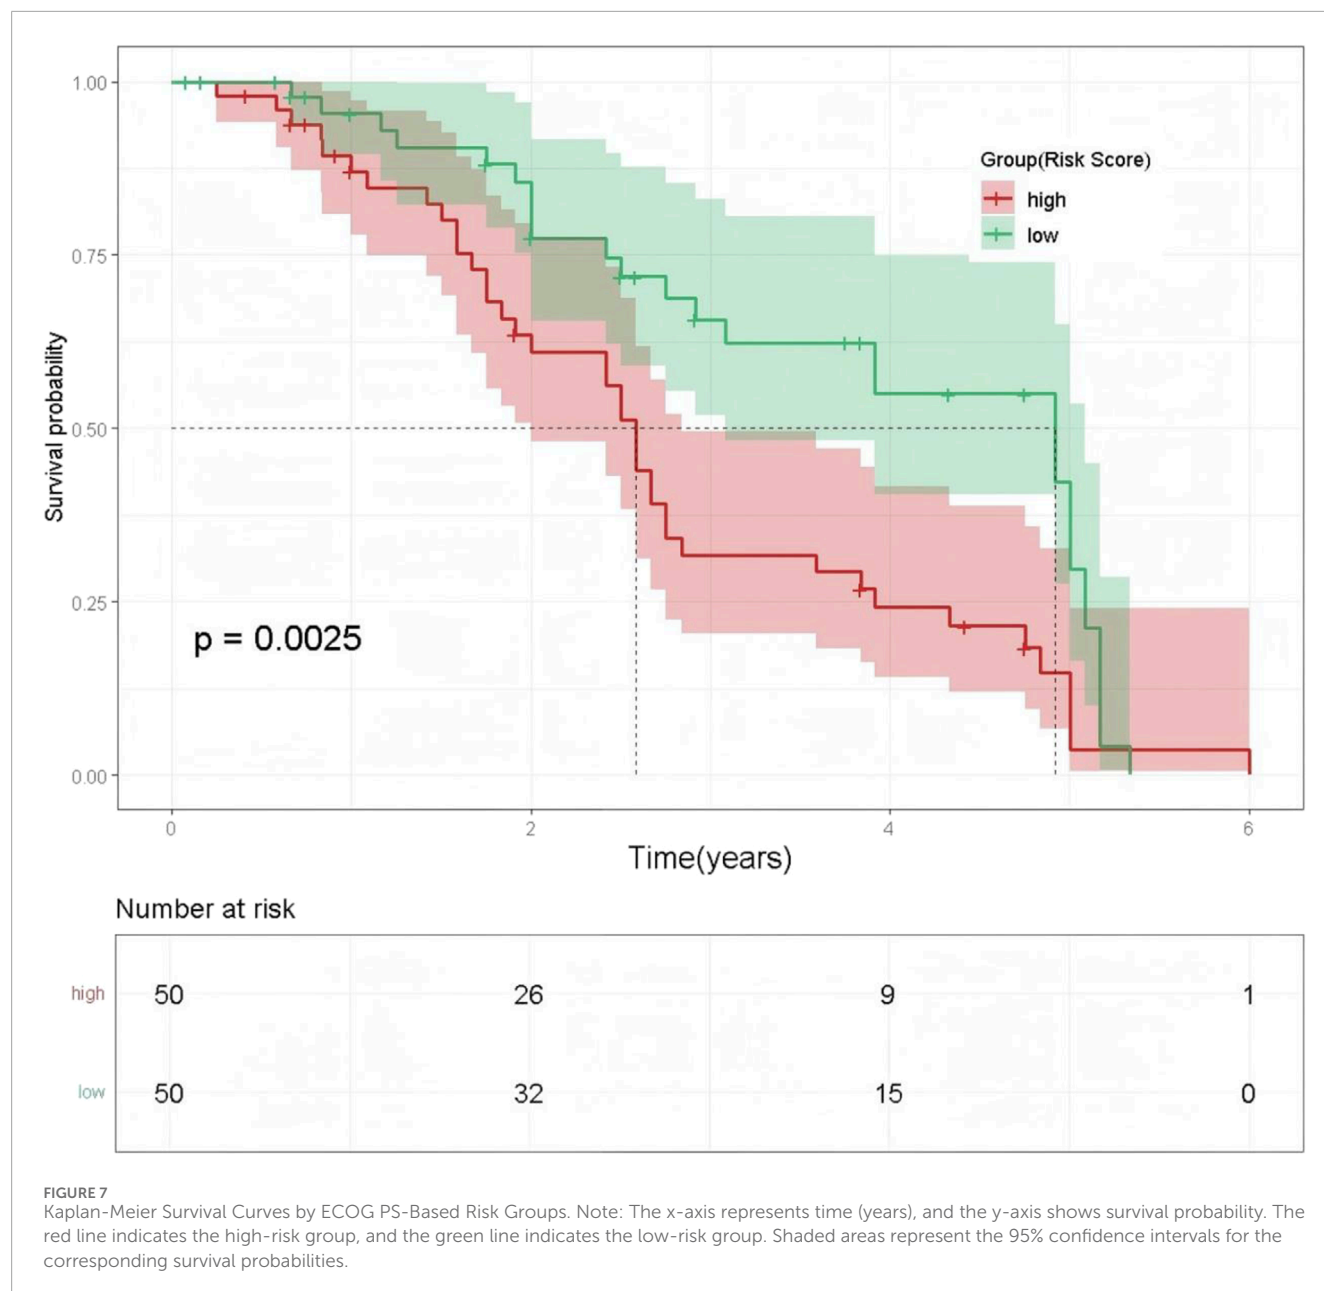 1.00
0.75
0.50
0.25
0.00
Survival probability
Group(Risk Score)
high
low
p = 0.0025
0 2 4 6
Time(years)
Number at risk
high 50 26 9 1
low 50 32 15 0
FIGURE 7
Kaplan-Meier Survival Curves by ECOG PS-Based Risk Groups. Note: The x-axis represents time (years), and the y-axis shows survival probability. The
red line indicates the high-risk group, and the green line indicates the low-risk group. Shaded areas represent the 95% confidence intervals for the
corresponding survival probabilities.